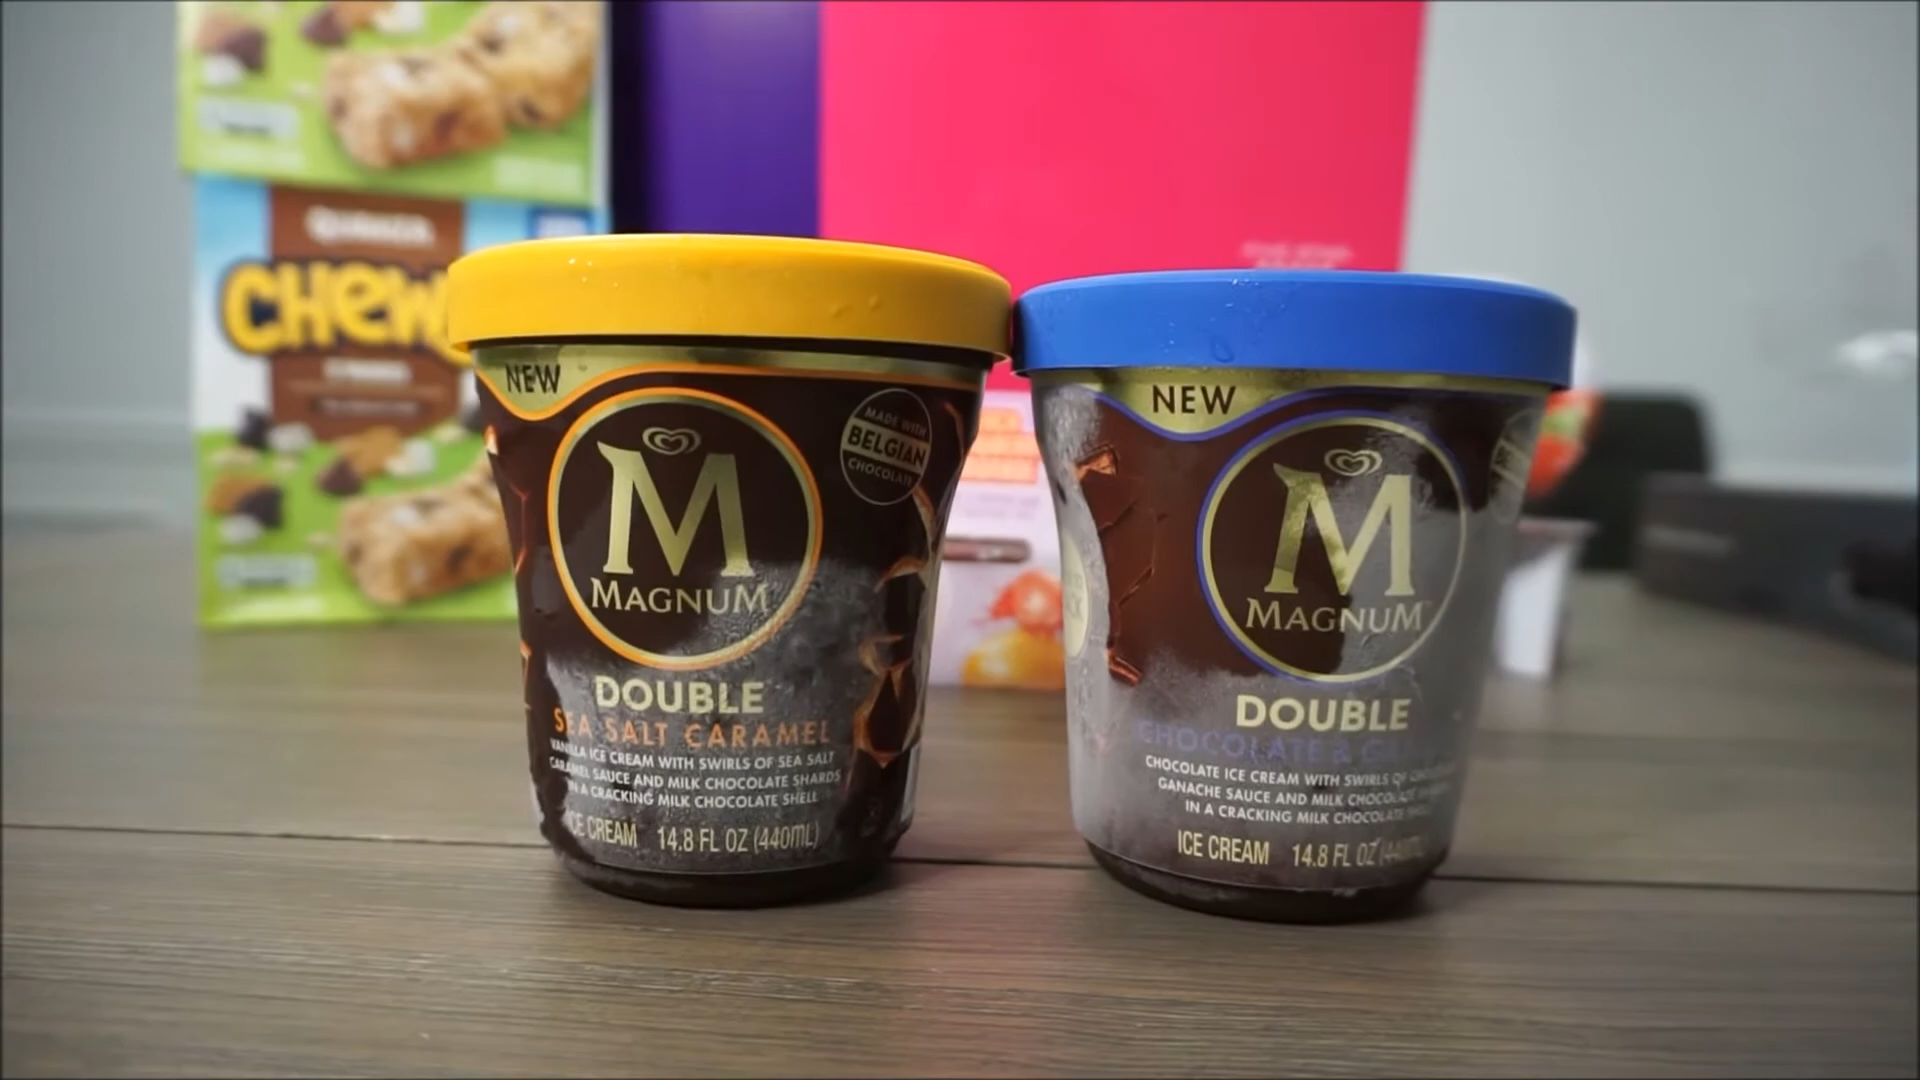 QUAKER
CHEWY
NEW
MADE WITH
BELGIAN
CHOCOLATE
M
MAGNUM
DOUBLE
SEA SALT CARAMEL
VANILLA ICE CREAM WITH SWIRLS OF SEA SALT
CARAMEL SAUCE AND MILK CHOCOLATE SHARDS
IN A CRACKING MILK CHOCOLATE SHELL
ICE CREAM 14.8 FL OZ (440mL)
NEW
M
MAGNUM
DOUBLE
CHOCOLATE &
CHOCOLATE ICE CREAM WITH SWIRLS OF
GANACHE SAUCE AND MILK CHOCOLATE
IN A CRACKING MILK CHOCOLATE
ICE CREAM 14.8 FL OZ